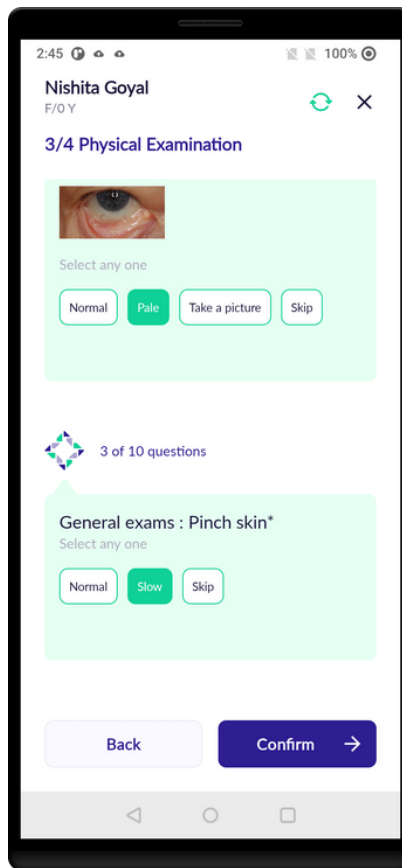 2:45 100%
Nishita Goyal
F/0 Y
3/4 Physical Examination
Select any one
Normal Pale Take a picture Skip
3 of 10 questions
General exams : Pinch skin*
Select any one
Normal Slow Skip
Back Confirm